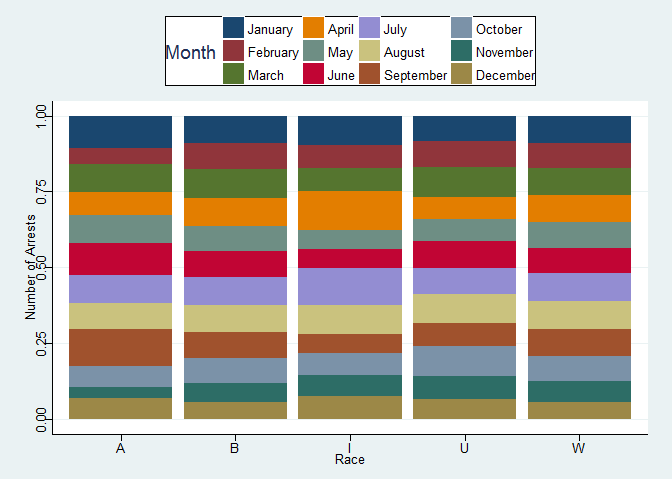 Month
January April July October
February May August November
March June September December
Number of Arrests
1.00
0.75
0.50
0.25
0.00
A B I U W
Race